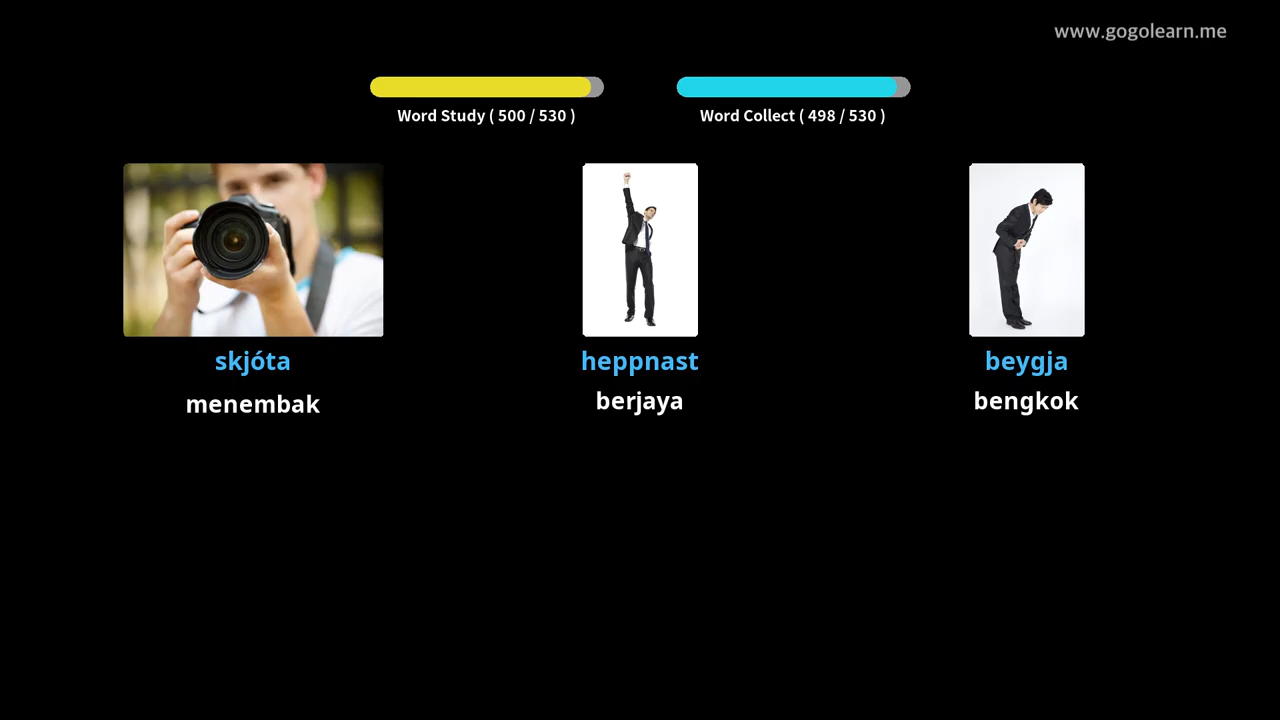 www.gogolearn.me
Word Study ( 500 / 530 )
Word Collect ( 498 / 530 )
skjóta
heppnast
beygja
menembak
berjaya
bengkok